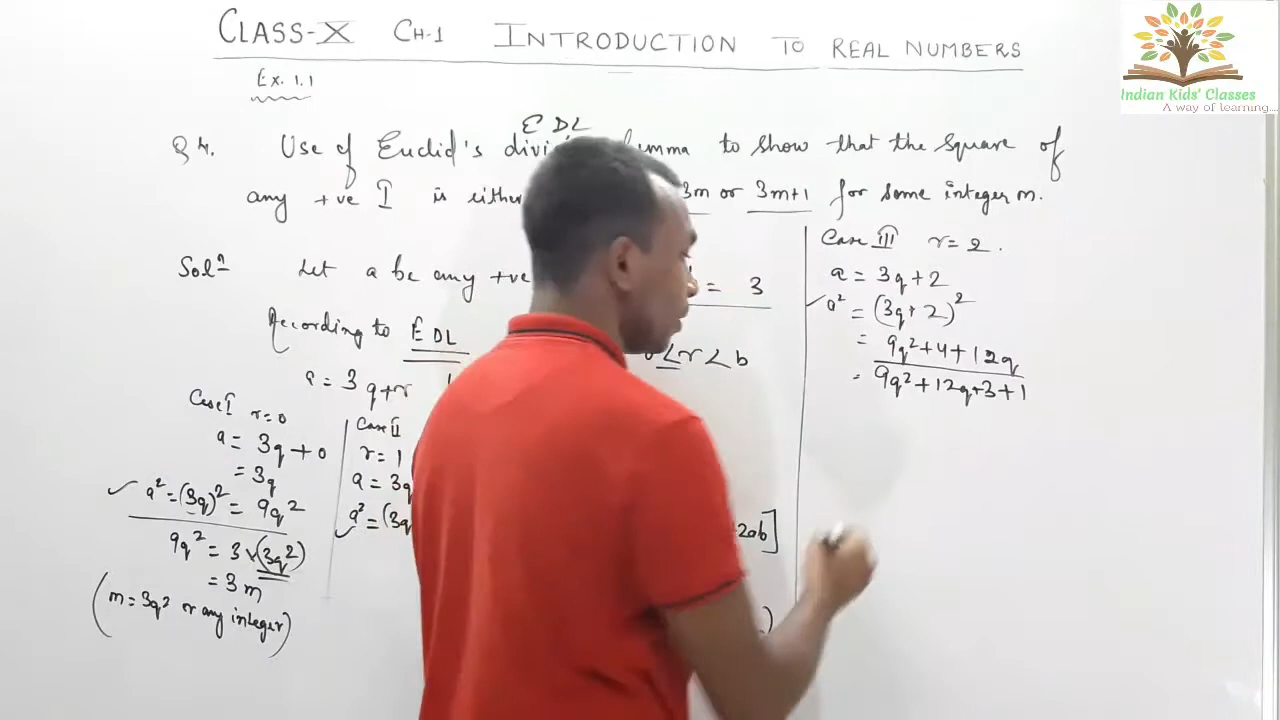 CLASS-X CH-1 INTRODUCTION TO REAL NUMBERS
Ex. 1.1
Indian Kids' Classes
A way of learning....
EDL
Q4. Use of Euclid's lemma to show that the square of
any +ve I is either 3m or 3m+1 for some integer m.
Solⁿ Let a be any +ve = 3
According to EDL r < b
a = 3q+r
Case I r=0
a = 3q+0
= 3q
a² = (3q)² = 9q²
9q² = 3 × (3q²)
= 3m
(m = 3q² or any integer)
Case II
r = 1
a = 3q
a² = (3q
2ab]
Case III r = 2.
a = 3q+2
a² = (3q+2)²
= 9q²+4+12q
= 9q²+12q+3+1